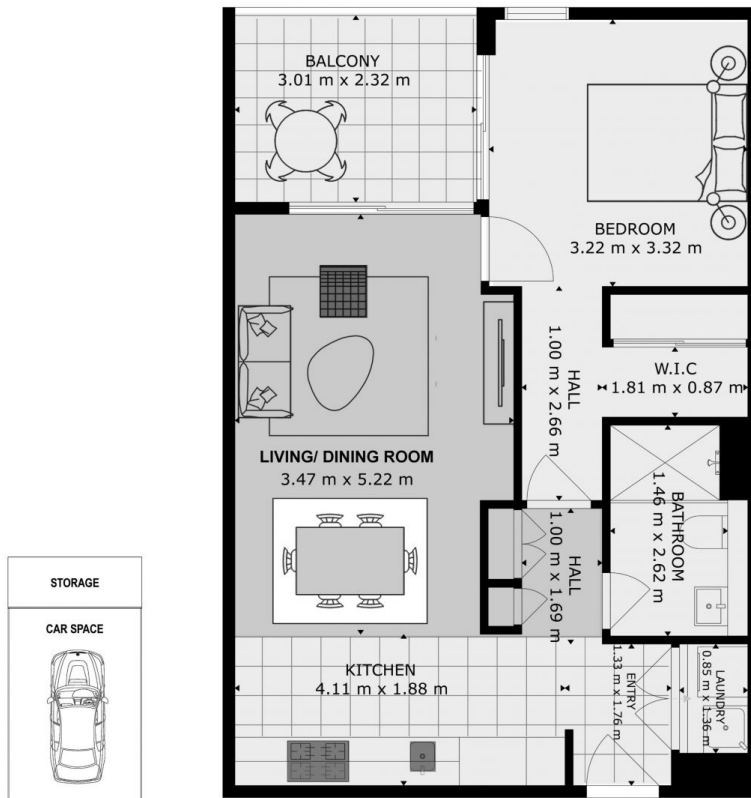 BALCONY
3.01 m x 2.32 m
BEDROOM
3.22 m x 3.32 m
HALL
1.00 m x 2.66 m
W.I.C
1.81 m x 0.87 m
LIVING/ DINING ROOM
3.47 m x 5.22 m
BATHROOM
1.46 m x 2.62 m
HALL
1.00 m x 1.69 m
STORAGE
CAR SPACE
KITCHEN
4.11 m x 1.88 m
ENTRY
1.33 m x 1.76 m
LAUNDRY
0.85 m x 1.36 m